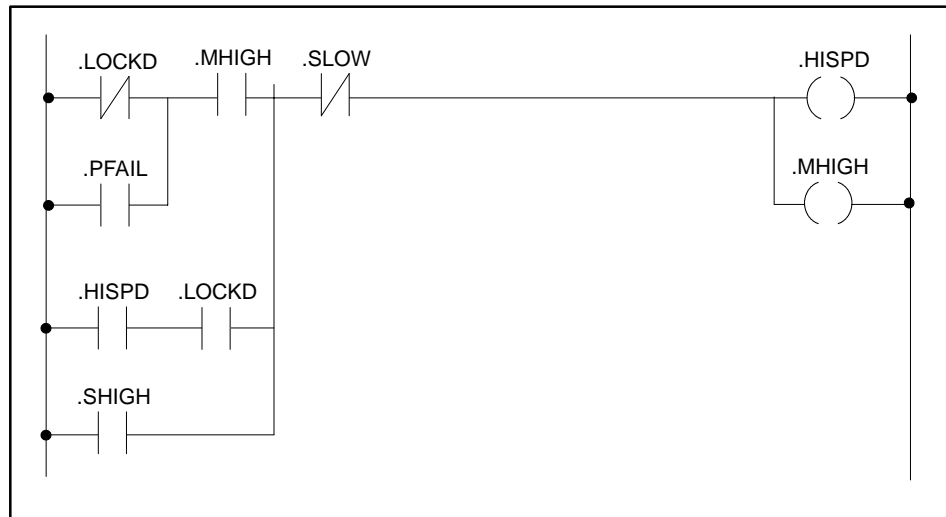 .LOCKD .MHIGH .SLOW .HISPD
.PFAIL .MHIGH
.HISPD .LOCKD
.SHIGH